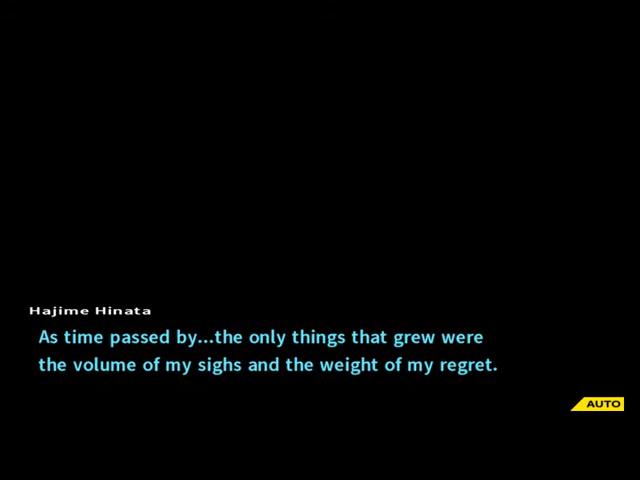 Hajime Hinata
As time passed by...the only things that grew were
the volume of my sighs and the weight of my regret.
AUTO